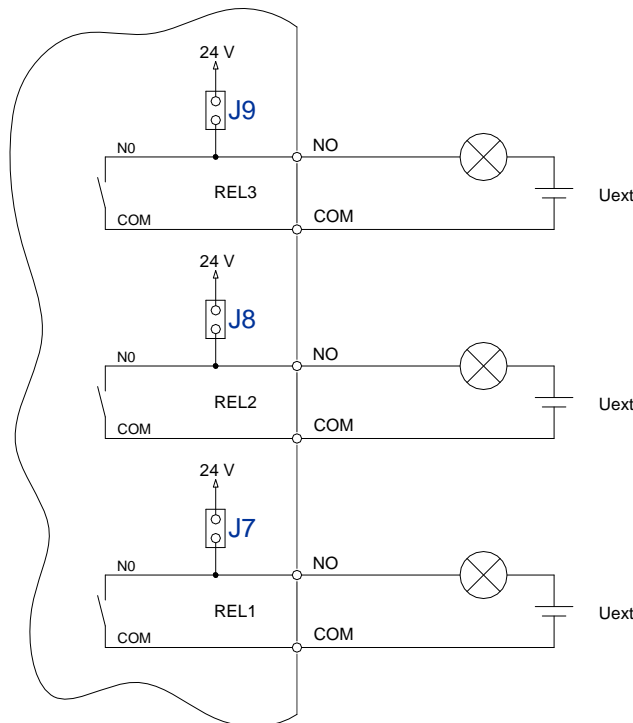 24 V
J9
N0 NO
REL3
Uext
COM COM
24 V
J8
N0 NO
REL2
Uext
COM COM
24 V
J7
N0 NO
REL1
Uext
COM COM